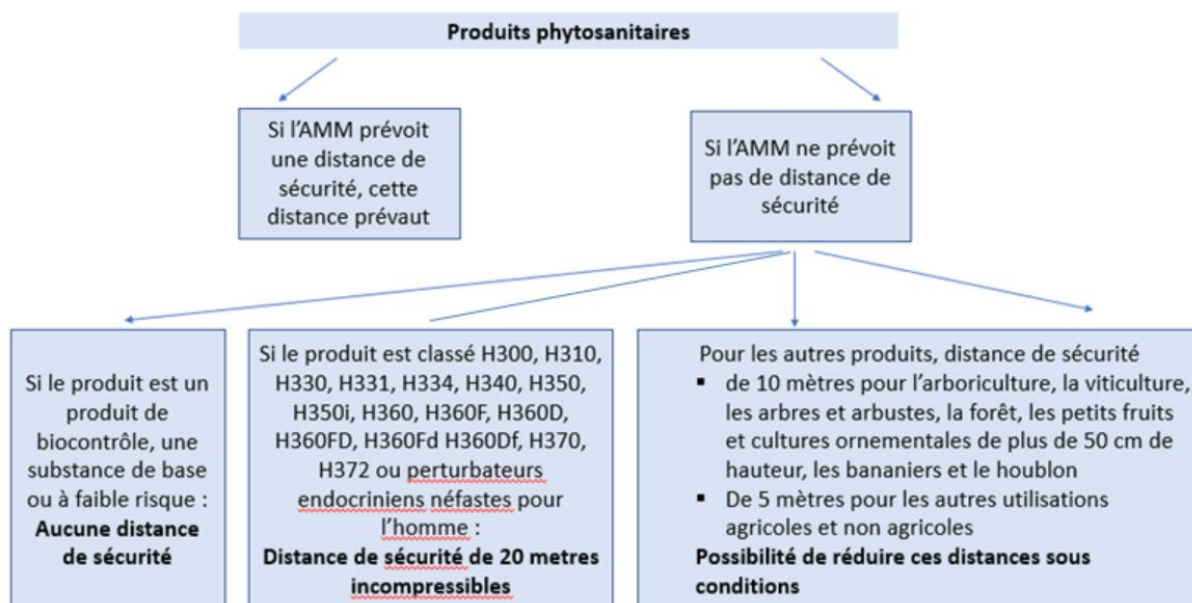 Produits phytosanitaires
Si l'AMM prévoit
une distance de
sécurité, cette
distance prévaut
Si l'AMM ne prévoit
pas de distance de
sécurité
Si le produit est un
produit de
biocontrôle, une
substance de base
ou à faible risque :
Aucune distance
de sécurité
Si le produit est classé H300, H310,
H330, H331, H334, H340, H350,
H350i, H360, H360F, H360D,
H360FD, H360Fd H360Df, H370,
H372 ou perturbateurs
endocriniens néfastes pour
l'homme :
Distance de sécurité de 20 metres
incompressibles
Pour les autres produits, distance de sécurité
▪ de 10 mètres pour l'arboriculture, la viticulture,
les arbres et arbustes, la forêt, les petits fruits
et cultures ornementales de plus de 50 cm de
hauteur, les bananiers et le houblon
▪ De 5 mètres pour les autres utilisations
agricoles et non agricoles
Possibilité de réduire ces distances sous
conditions